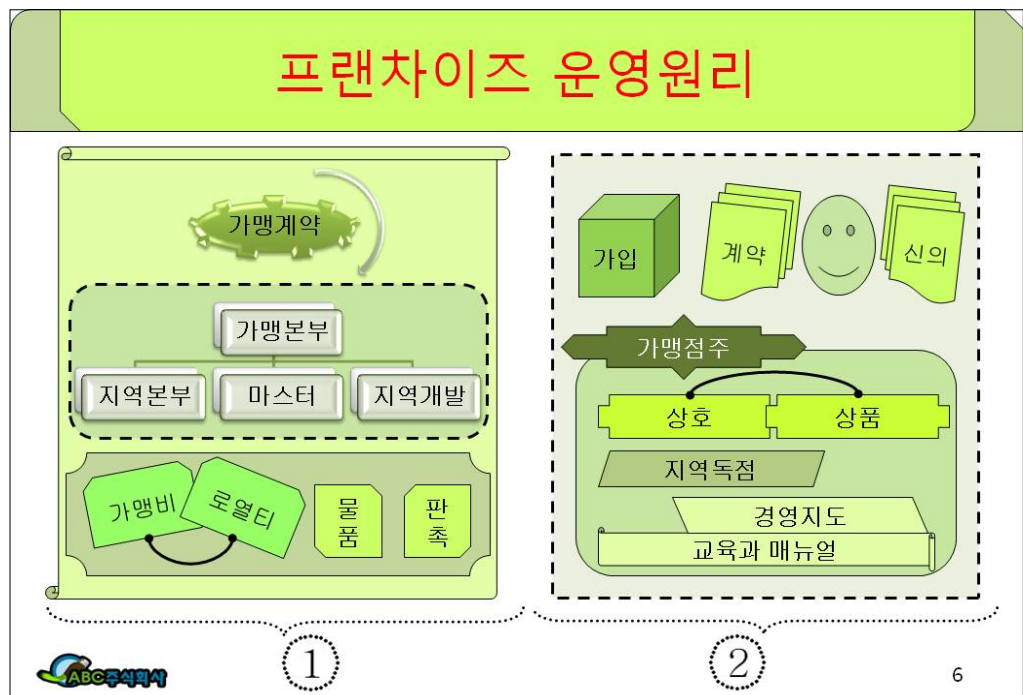 프랜차이즈 운영원리
가맹계약
가맹본부
지역본부
마스터
지역개발
가맹비
로열티
물
품
판
촉
①
가입
계약
신의
가맹점주
상호
상품
지역독점
경영지도
교육과 매뉴얼
②
ABC주식회사
6